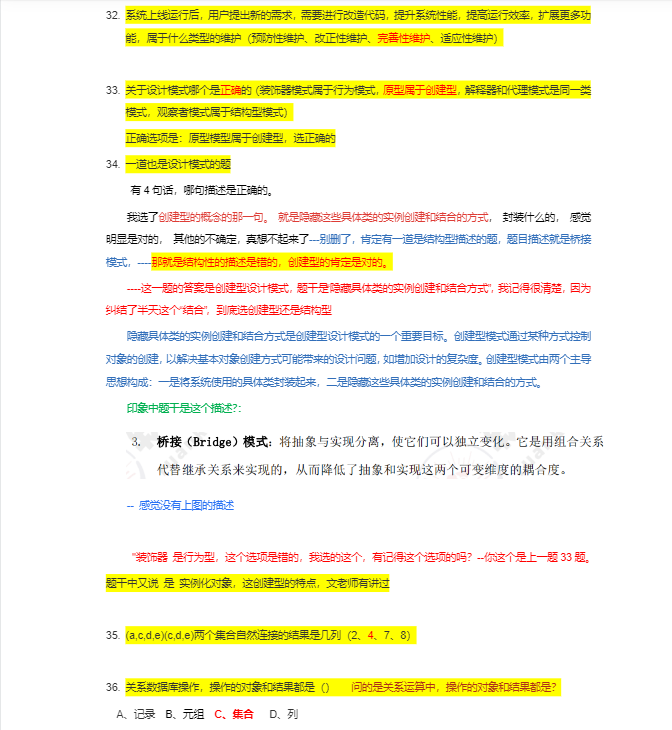 32. 系统上线运行后，用户提出新的需求，需要进行改造代码，提升系统性能，提高运行效率，扩展更多功
能，属于什么类型的维护（预防性维护、改正性维护、完善性维护、适应性维护）
33. 关于设计模式哪个是正确的（装饰器模式属于行为模式，原型属于创建型，解释器和代理模式是同一类
模式，观察者模式属于结构型模式）
正确选项是：原型模型属于创建型，选正确的
34. 一道也是设计模式的题
有 4 句话，哪句描述是正确的。
我选了创建型的概念的那一句。 就是隐藏这些具体类的实例创建和结合的方式， 封装什么的， 感觉
明显是对的， 其他的不确定，真想不起来了---别删了，肯定有一道是结构型描述的题，题目描述就是桥接
模式，----那就是结构性的描述是错的，创建型的肯定是对的。
----这一题的答案是创建型设计模式，题干是"隐藏具体类的实例创建和结合方式"，我记得很清楚，因为
纠结了半天这个“结合”，到底选创建型还是结构型
隐藏具体类的实例创建和结合方式是创建型设计模式的一个重要目标。创建型模式通过某种方式控制
对象的创建，以解决基本对象创建方式可能带来的设计问题，如增加设计的复杂度。创建型模式由两个主导
思想构成：一是将系统使用的具体类封装起来，二是隐藏这些具体类的实例创建和结合的方式。
印象中题干是这个描述?：
3. 桥接（Bridge）模式：将抽象与实现分离，使它们可以独立变化。它是用组合关系
代替继承关系来实现的，从而降低了抽象和实现这两个可变维度的耦合度。
-- 感觉没有上图的描述
"装饰器 是行为型，这个选项是错的，我选的这个，有记得这个选项的吗？--你这个是上一题 33 题。
题干中又说 是 实例化对象，这创建型的特点，文老师有讲过
35. (a,c,d,e)(c,d,e)两个集合自然连接的结果是几列（2、4、7、8）
36. 关系数据库操作，操作的对象和结果都是（） 问的是关系运算中，操作的对象和结果都是?
A、记录 B、元组 C、集合 D、列